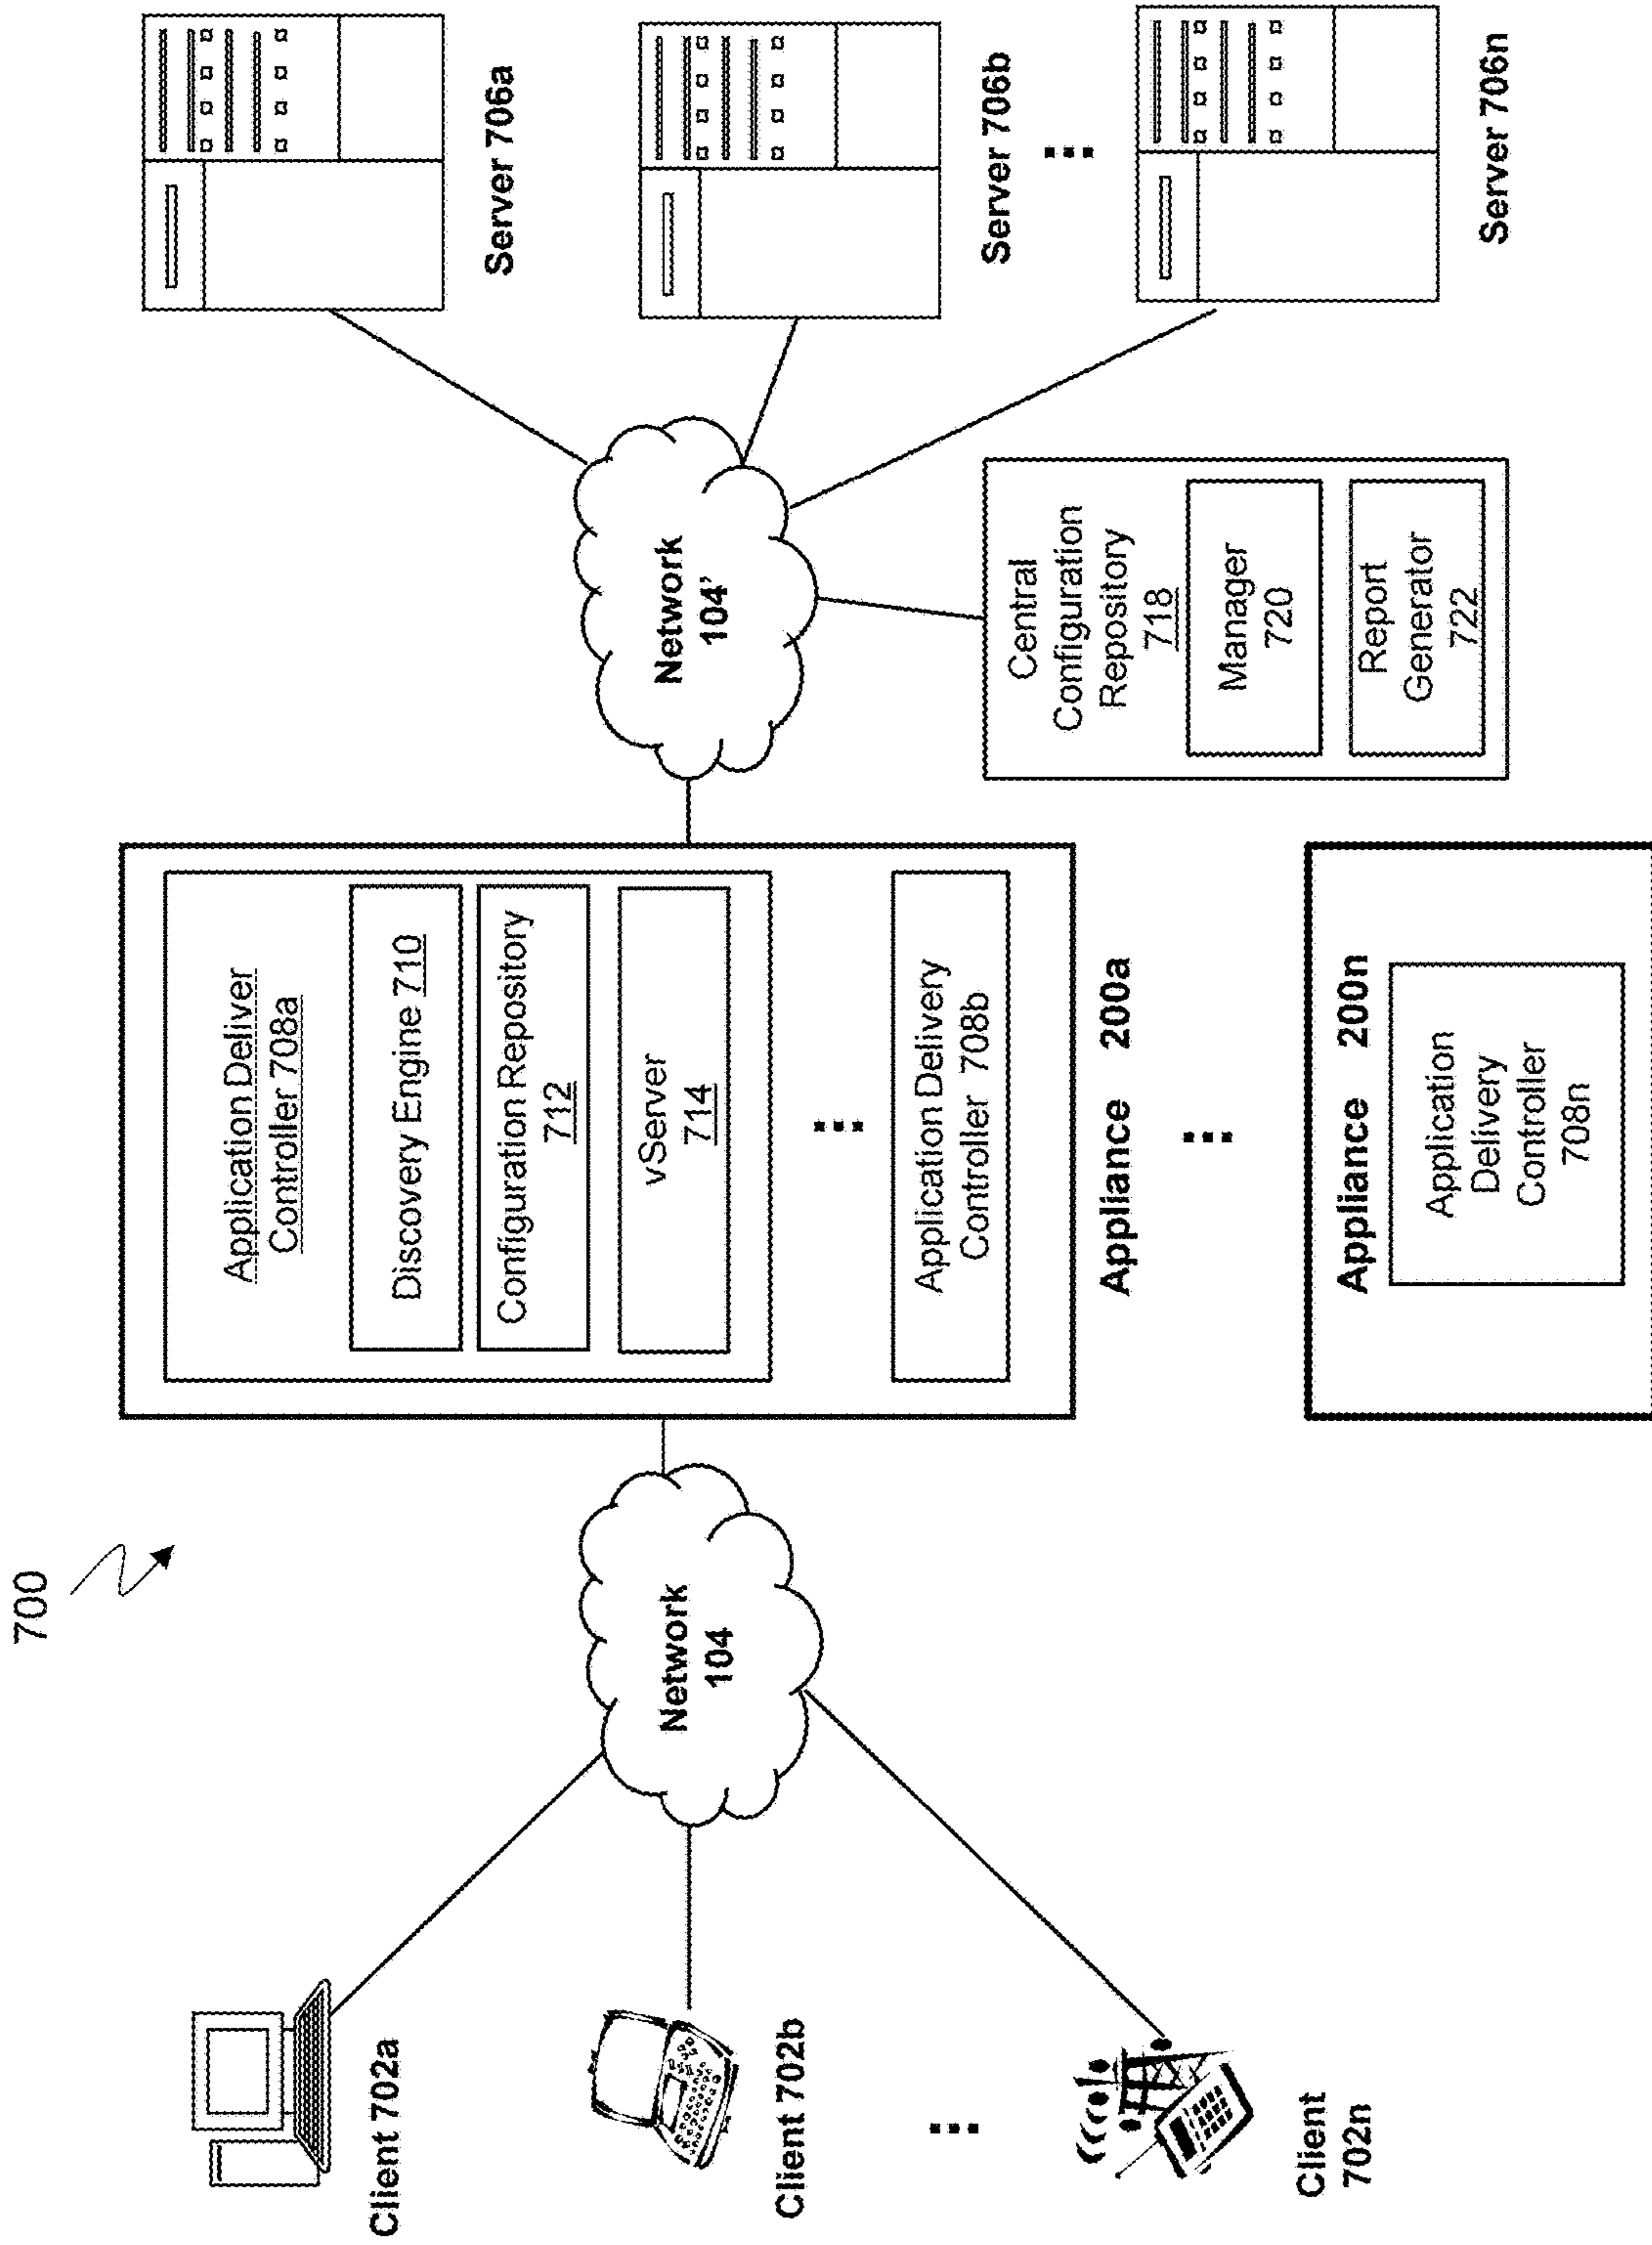 700
Client 702a
Client 702b
Client
702n
Network
104
Application Deliver
Controller 708a
Discovery Engine 710
Configuration Repository
712
vServer
714
Application Delivery
Controller 708b
Appliance 200a
Appliance 200n
Application
Delivery
Controller
708n
Network
104'
Central
Configuration
Repository
718
Manager
720
Report
Generator
722
Server 706a
Server 706b
Server 706n